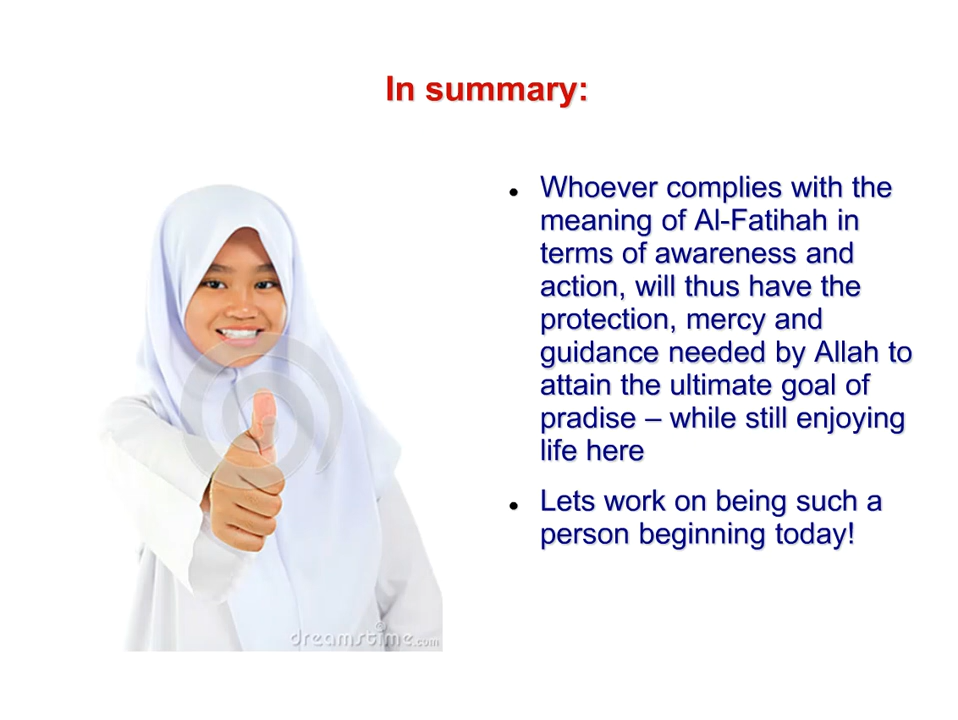 In summary:
Whoever complies with the
meaning of Al-Fatihah in
terms of awareness and
action, will thus have the
protection, mercy and
guidance needed by Allah to
attain the ultimate goal of
pradise – while still enjoying
life here
Lets work on being such a
person beginning today!
dreamstime.com